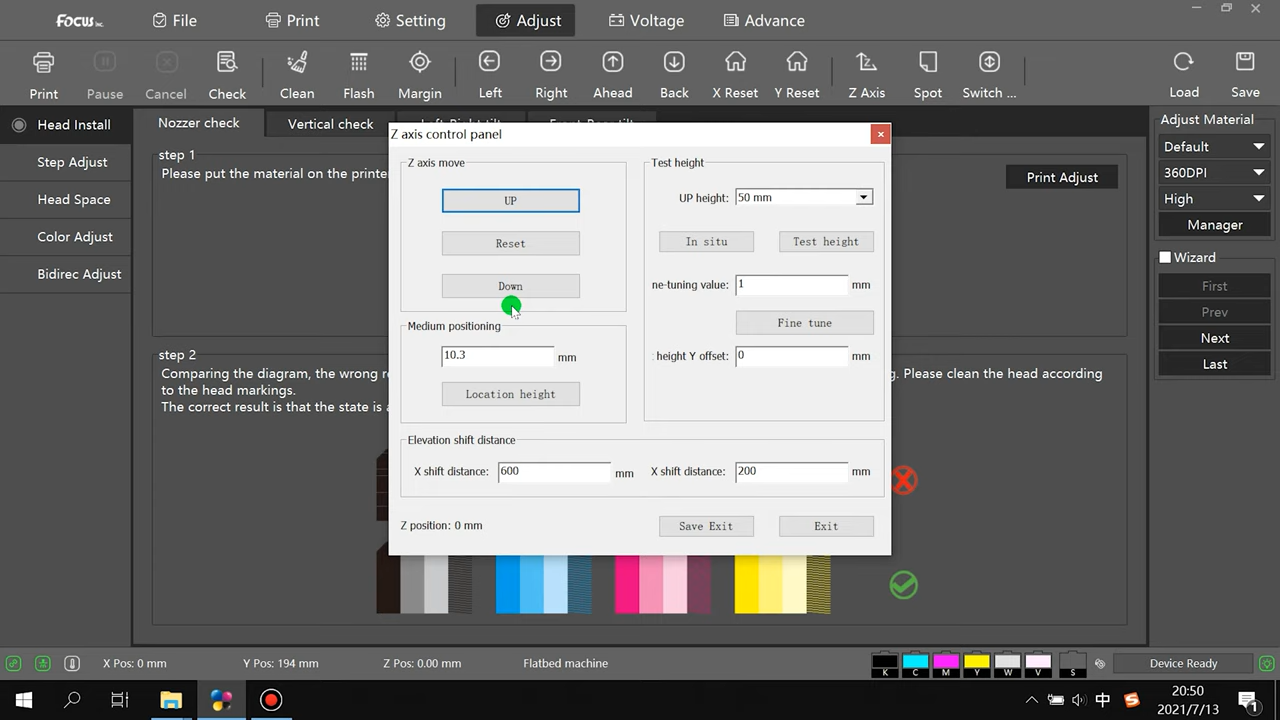 Focus Inc.
File
Print
Setting
Adjust
Voltage
Advance
Print
Pause
Cancel
Check
Clean
Flash
Margin
Left
Right
Ahead
Back
X Reset
Y Reset
Z Axis
Spot
Switch ...
Load
Save
Head Install
Step Adjust
Head Space
Color Adjust
Bidirec Adjust
Nozzer check
Vertical check
step 1
Please put the material on the printer
Print Adjust
step 2
Comparing the diagram, the wrong re
g. Please clean the head according
to the head markings.
The correct result is that the state is a
Z axis control panel
Z axis move
UP
Reset
Down
Medium positioning
10.3 mm
Location height
Test height
UP height: 50 mm
In situ
Test height
ne-tuning value: 1 mm
Fine tune
: height Y offset: 0 mm
Elevation shift distance
X shift distance: 600 mm
X shift distance: 200 mm
Z position: 0 mm
Save Exit
Exit
Adjust Material
Default
360DPI
High
Manager
Wizard
First
Prev
Next
Last
X Pos: 0 mm
Y Pos: 194 mm
Z Pos: 0.00 mm
Flatbed machine
K
C
M
Y
W
V
S
Device Ready
中
20:50
2021/7/13
1